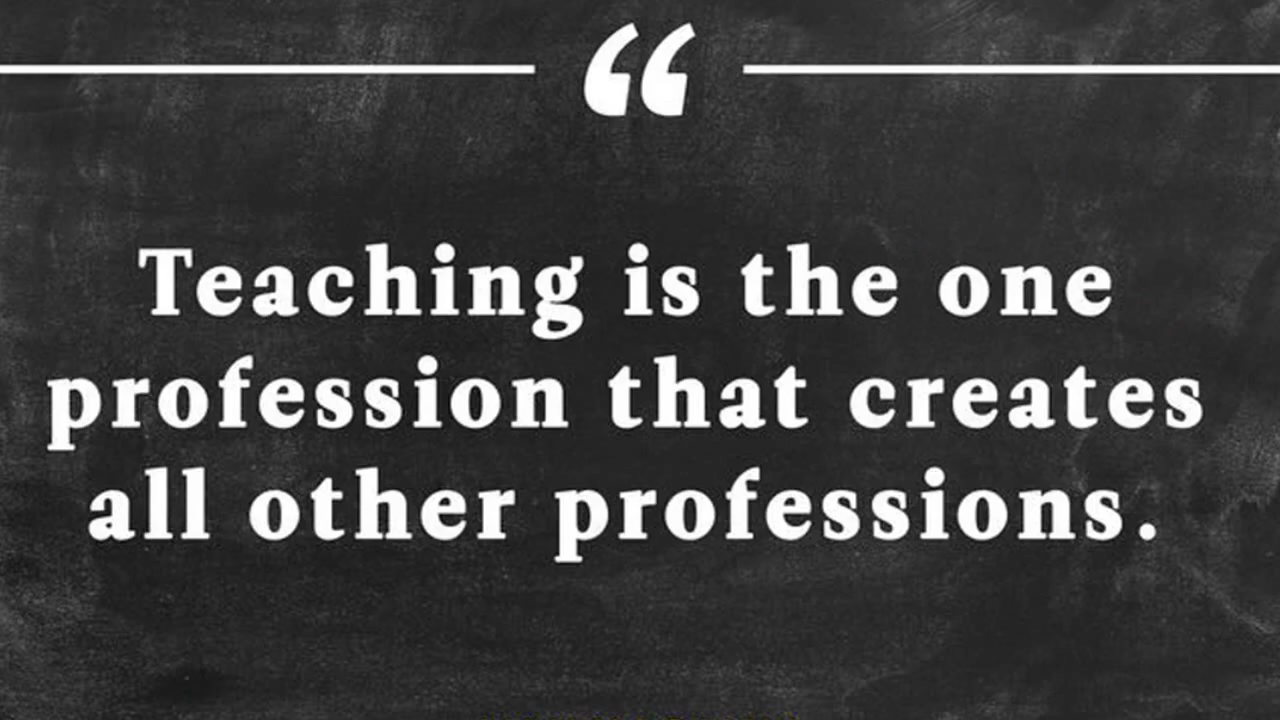 “
Teaching is the one
profession that creates
all other professions.